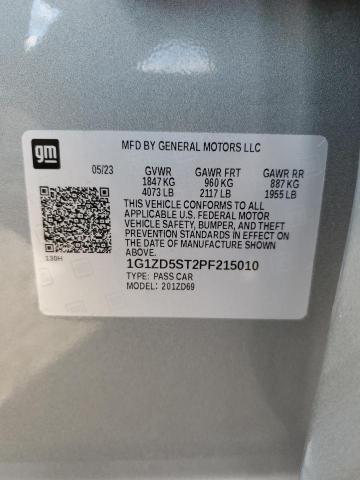 gm
MFD BY GENERAL MOTORS LLC
05/23 GVWR GAWR FRT GAWR RR
1847 KG 960 KG 887 KG
4073 LB 2117 LB 1955 LB
THIS VEHICLE CONFORMS TO ALL
APPLICABLE U.S. FEDERAL MOTOR
VEHICLE SAFETY, BUMPER, AND THEFT
PREVENTION STANDARDS IN EFFECT ON
THE DATE OF MANUFACTURE SHOWN
ABOVE.
130H
1G1ZD5ST2PF215010
TYPE: PASS CAR
MODEL: 201ZD69